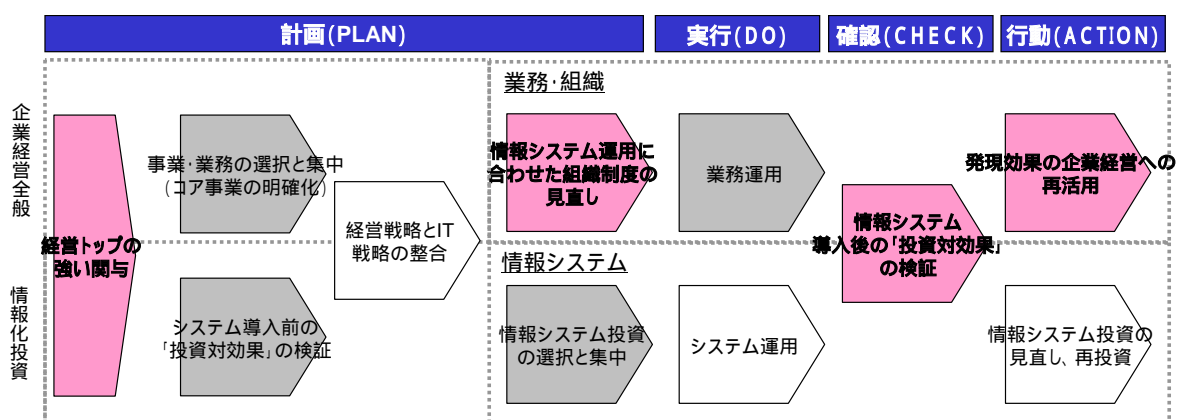 計画(PLAN)
実行(DO)
確認(CHECK)
行動(ACTION)
企業経営全般
情報化投資
経営トップの
強い関与
事業・業務の選択と集中
(コア事業の明確化)
システム導入前の
「投資対効果」の検証
経営戦略とIT
戦略の整合
業務・組織
情報システム運用に
合わせた組織制度の
見直し
業務運用
情報システム
導入後の「投資対効果」
の検証
発現効果の企業経営への
再活用
情報システム
情報システム投資
の選択と集中
システム運用
情報システム投資の
見直し、再投資